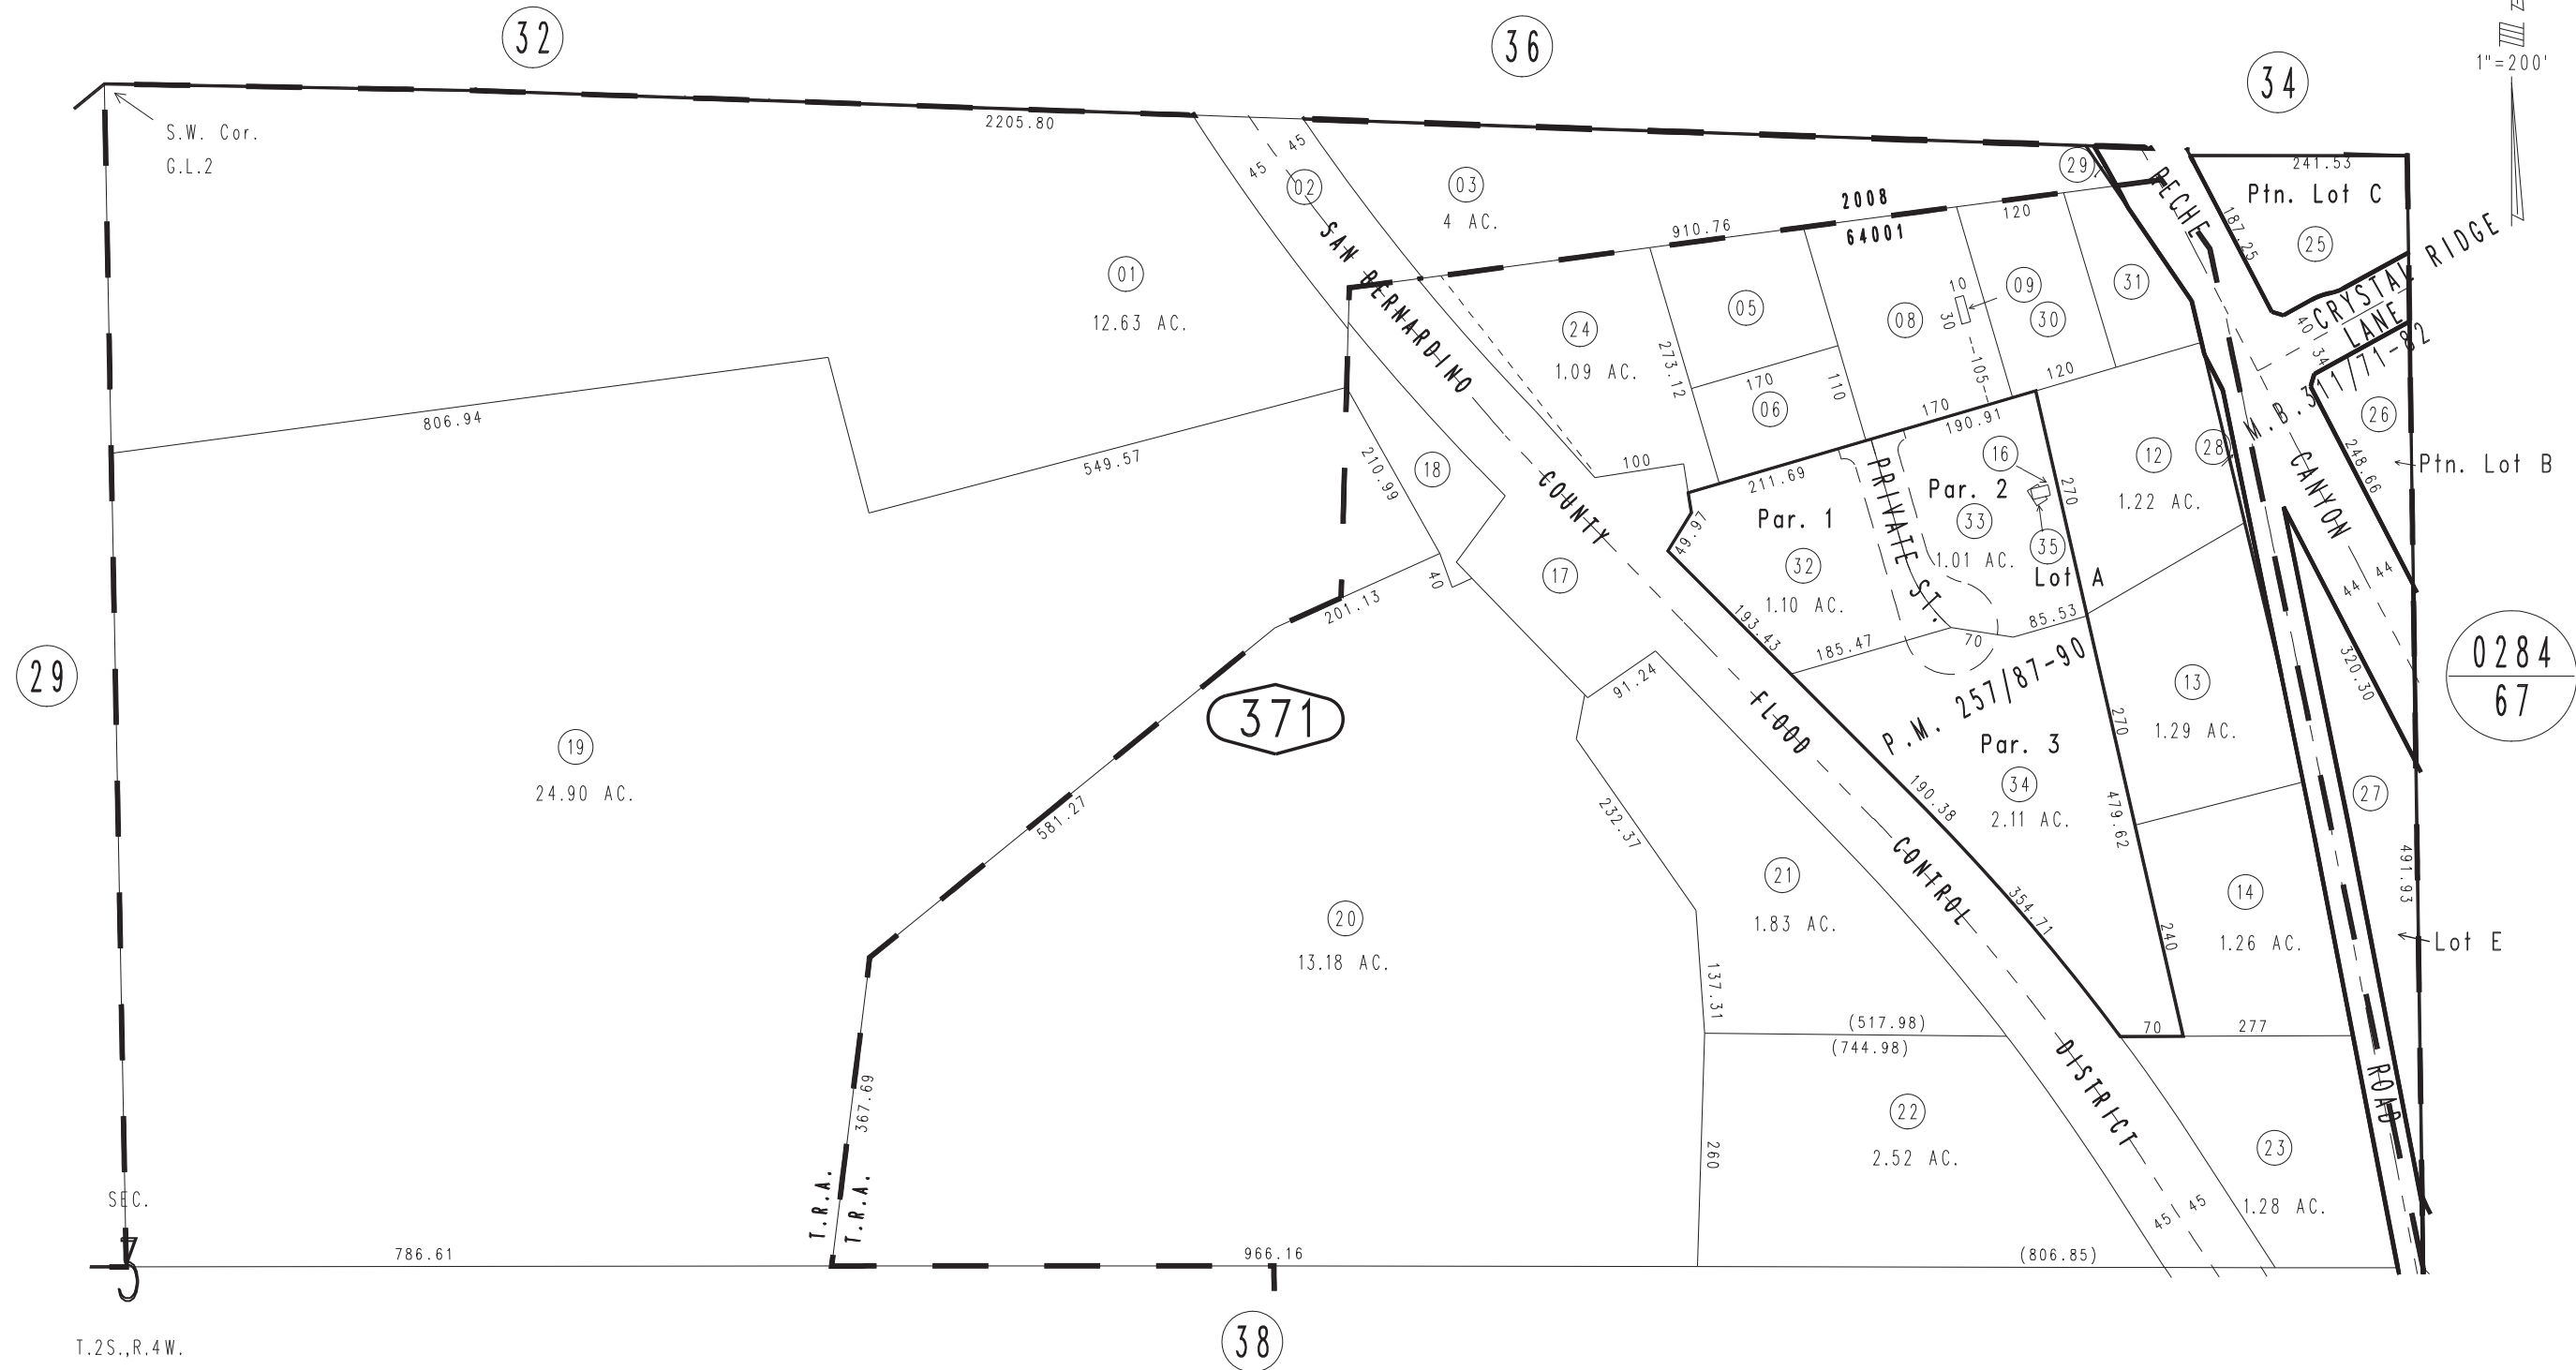 32
36
34
1"=200'
S.W. Cor.
G.L.2
2205.80
45
45
02
03
4 AC.
2008
64001
910.76
120
29
241.53
Ptn. Lot C
25
187.25
01
12.63 AC.
24
1.09 AC.
05
08
10
30
09
30
31
105
273.12
170
06
110
170
190.91
120
CRYSTAL RIDGE
LANE
40
34
M.B. 311/71-82
26
Ptn. Lot B
248.66
806.94
549.57
210.99
18
100
211.69
49.97
Par. 1
32
1.10 AC.
PRIVATE ST.
Par. 2
33
1.01 AC.
16
35
Lot A
270
12
1.22 AC.
28
17
40
201.13
193.43
185.47
70
85.53
P.M. 257/87-90
44
44
320.30
29
0284
67
371
91.24
13
1.29 AC.
270
Par. 3
34
2.11 AC.
190.38
479.62
27
491.93
19
24.90 AC.
581.27
232.37
21
1.83 AC.
354.71
14
1.26 AC.
240
Lot E
20
13.18 AC.
137.31
(517.98)
(744.98)
70
277
367.69
260
22
2.52 AC.
23
1.28 AC.
45
45
SAN BERNARDINO COUNTY FLOOD CONTROL DISTRICT
PECHE CANYON ROAD
SEC.
T.R.A.
T.R.A.
786.61
966.16
(806.85)
38
T.2S.,R.4W.